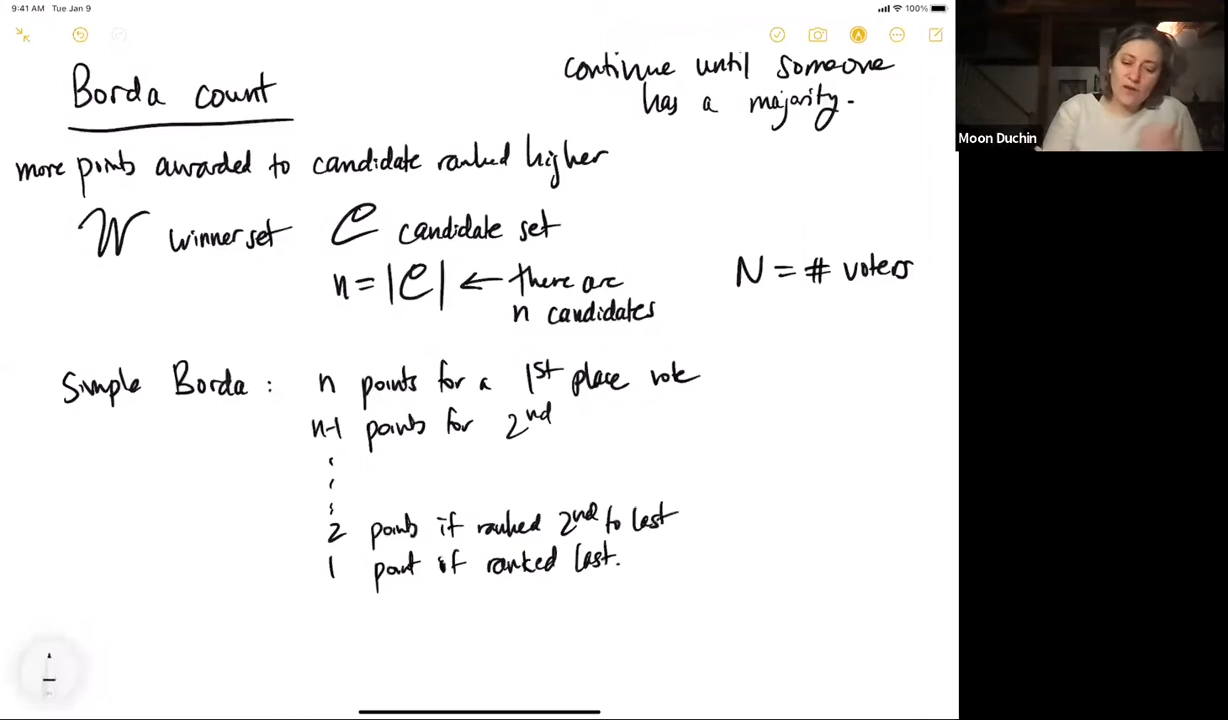 9:41 AM Tue Jan 9
100%
continue until someone
has a majority.
Borda count
more points awarded to candidate ranked higher
W winner set C candidate set
n = |C| ← there are
n candidates
N = # voters
Simple Borda : n points for a 1st place vote
n-1 points for 2nd
2 points if ranked 2nd to last
1 point if ranked last.
Moon Duchin